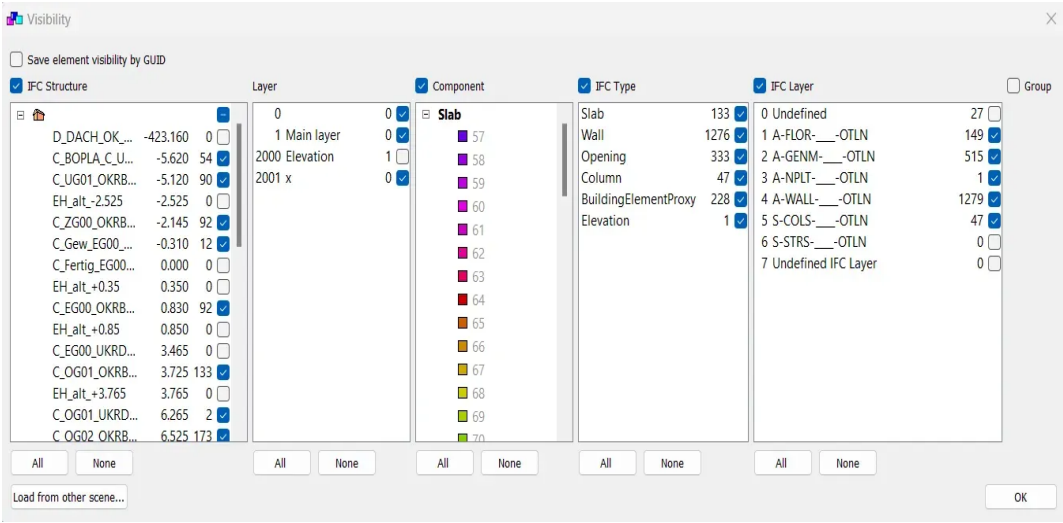 Visibility
Save element visibility by GUID
IFC Structure
D_DACH_OK_... -423.160 0
C_BOPLA_C_U... -5.620 54
C_UG01_OKRB... -5.120 90
EH_alt_-2.525 -2.525 0
C_ZG00_OKRB... -2.145 92
C_Gew_EG00_... -0.310 12
C_Fertig_EG00... 0.000 0
EH_alt_+0.35 0.350 0
C_EG00_OKRB... 0.830 92
EH_alt_+0.85 0.850 0
C_EG00_UKRD... 3.465 0
C_OG01_OKRB... 3.725 133
EH_alt_+3.765 3.765 0
C_OG01_UKRD... 6.265 2
C_OG02_OKRB... 6.525 173
All None
Layer
0 0
1 Main layer 0
2000 Elevation 1
2001 x 0
All None
Component
Slab
57
58
59
60
61
62
63
64
65
66
67
68
69
70
All None
IFC Type
Slab 133
Wall 1276
Opening 333
Column 47
BuildingElementProxy 228
Elevation 1
All None
IFC Layer
0 Undefined 27
1 A-FLOR-___-OTLN 149
2 A-GENM-___-OTLN 515
3 A-NPLT-___-OTLN 1
4 A-WALL-___-OTLN 1279
5 S-COLS-___-OTLN 47
6 S-STRS-___-OTLN 0
7 Undefined IFC Layer 0
All None
Group
Load from other scene...
OK